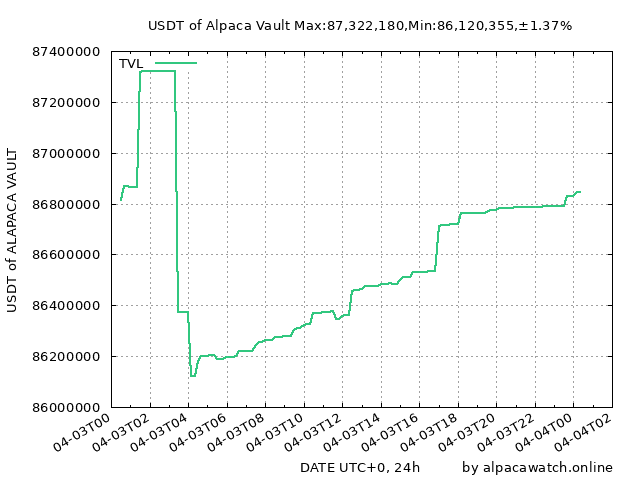 USDT of Alpaca Vault Max:87,322,180,Min:86,120,355,±1.37%
87400000
TVL
87200000
87000000
86800000
86600000
86400000
86200000
86000000
USDT of ALAPACA VAULT
04-03T00
04-03T02
04-03T04
04-03T06
04-03T08
04-03T10
04-03T12
04-03T14
04-03T16
04-03T18
04-03T20
04-03T22
04-04T00
04-04T02
DATE UTC+0, 24h
by alpacawatch.online